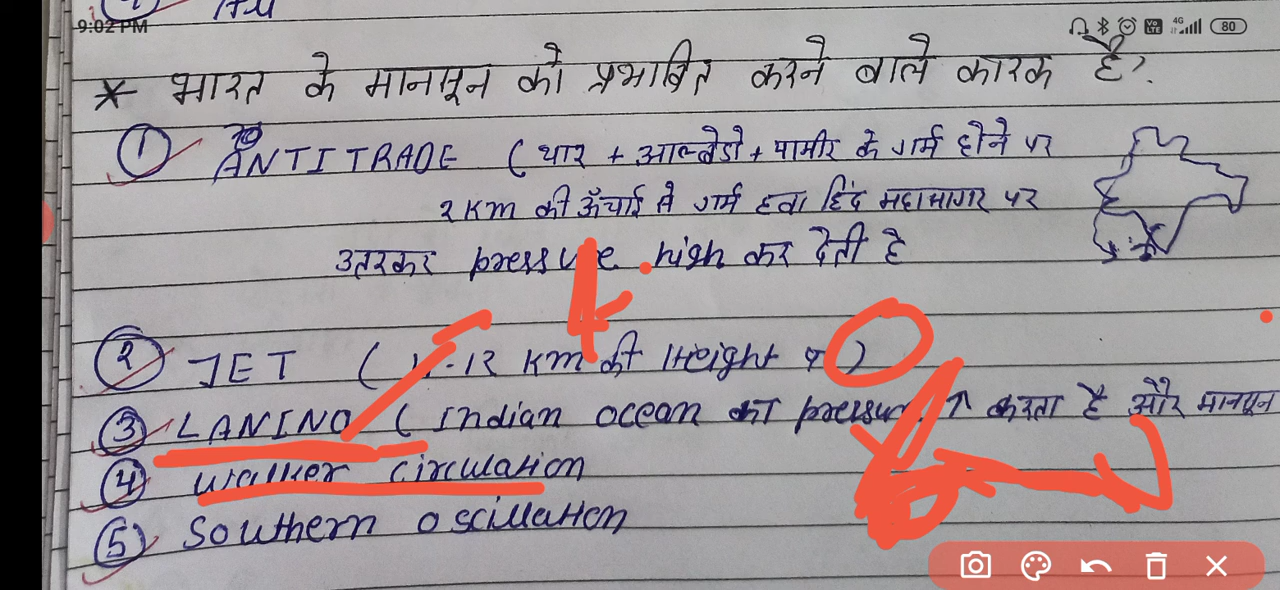 9:02 PM
4G
80
* भारत के मानसून को प्रभावित करने वाले कारक हैं?
① ANTITRADE (थार + आल्बेडो + पामीर के गर्म होने पर
2 Km की ऊँचाई से गर्म हवा हिंद महासागर पर
उतरकर pressure high कर देती है
② JET ( -12 Km की Height
③ LANINO ( Indian ocean का pressure ↑ करता है और मानसून
④ Walker circulation
⑤ Southern oscillation